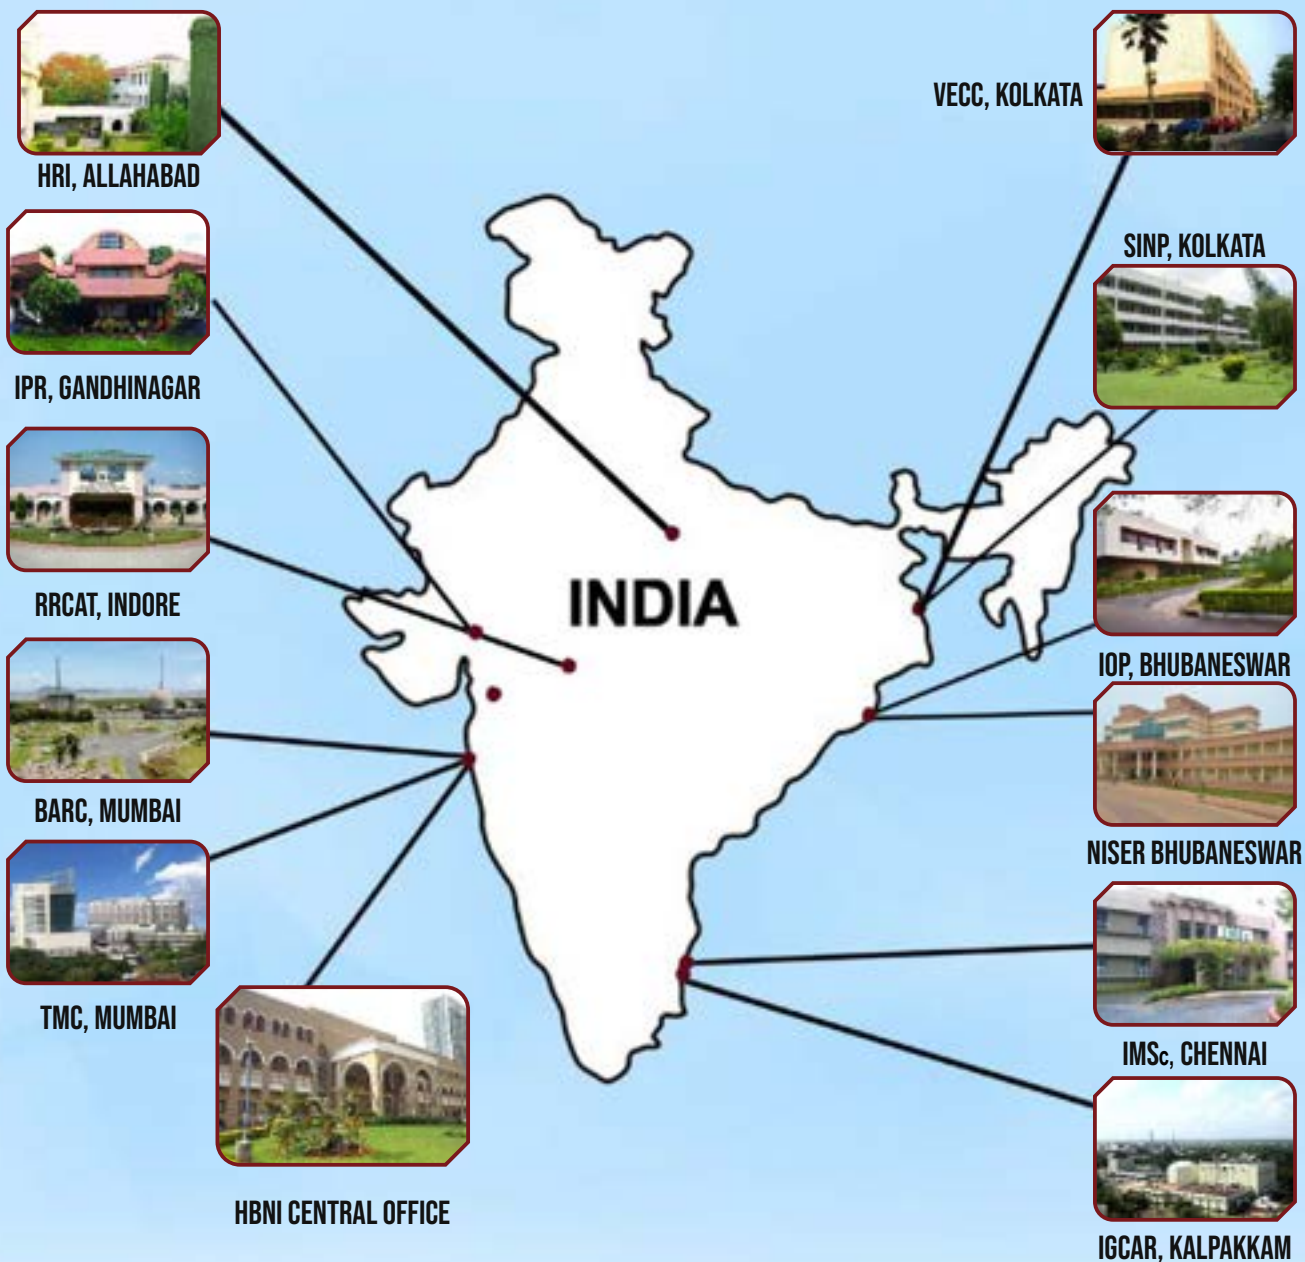 HRI, ALLAHABAD
IPR, GANDHINAGAR
RRCAT, INDORE
BARC, MUMBAI
TMC, MUMBAI
HBNI CENTRAL OFFICE
INDIA
VECC, KOLKATA
SINP, KOLKATA
IOP, BHUBANESWAR
NISER BHUBANESWAR
IMSc, CHENNAI
IGCAR, KALPAKKAM